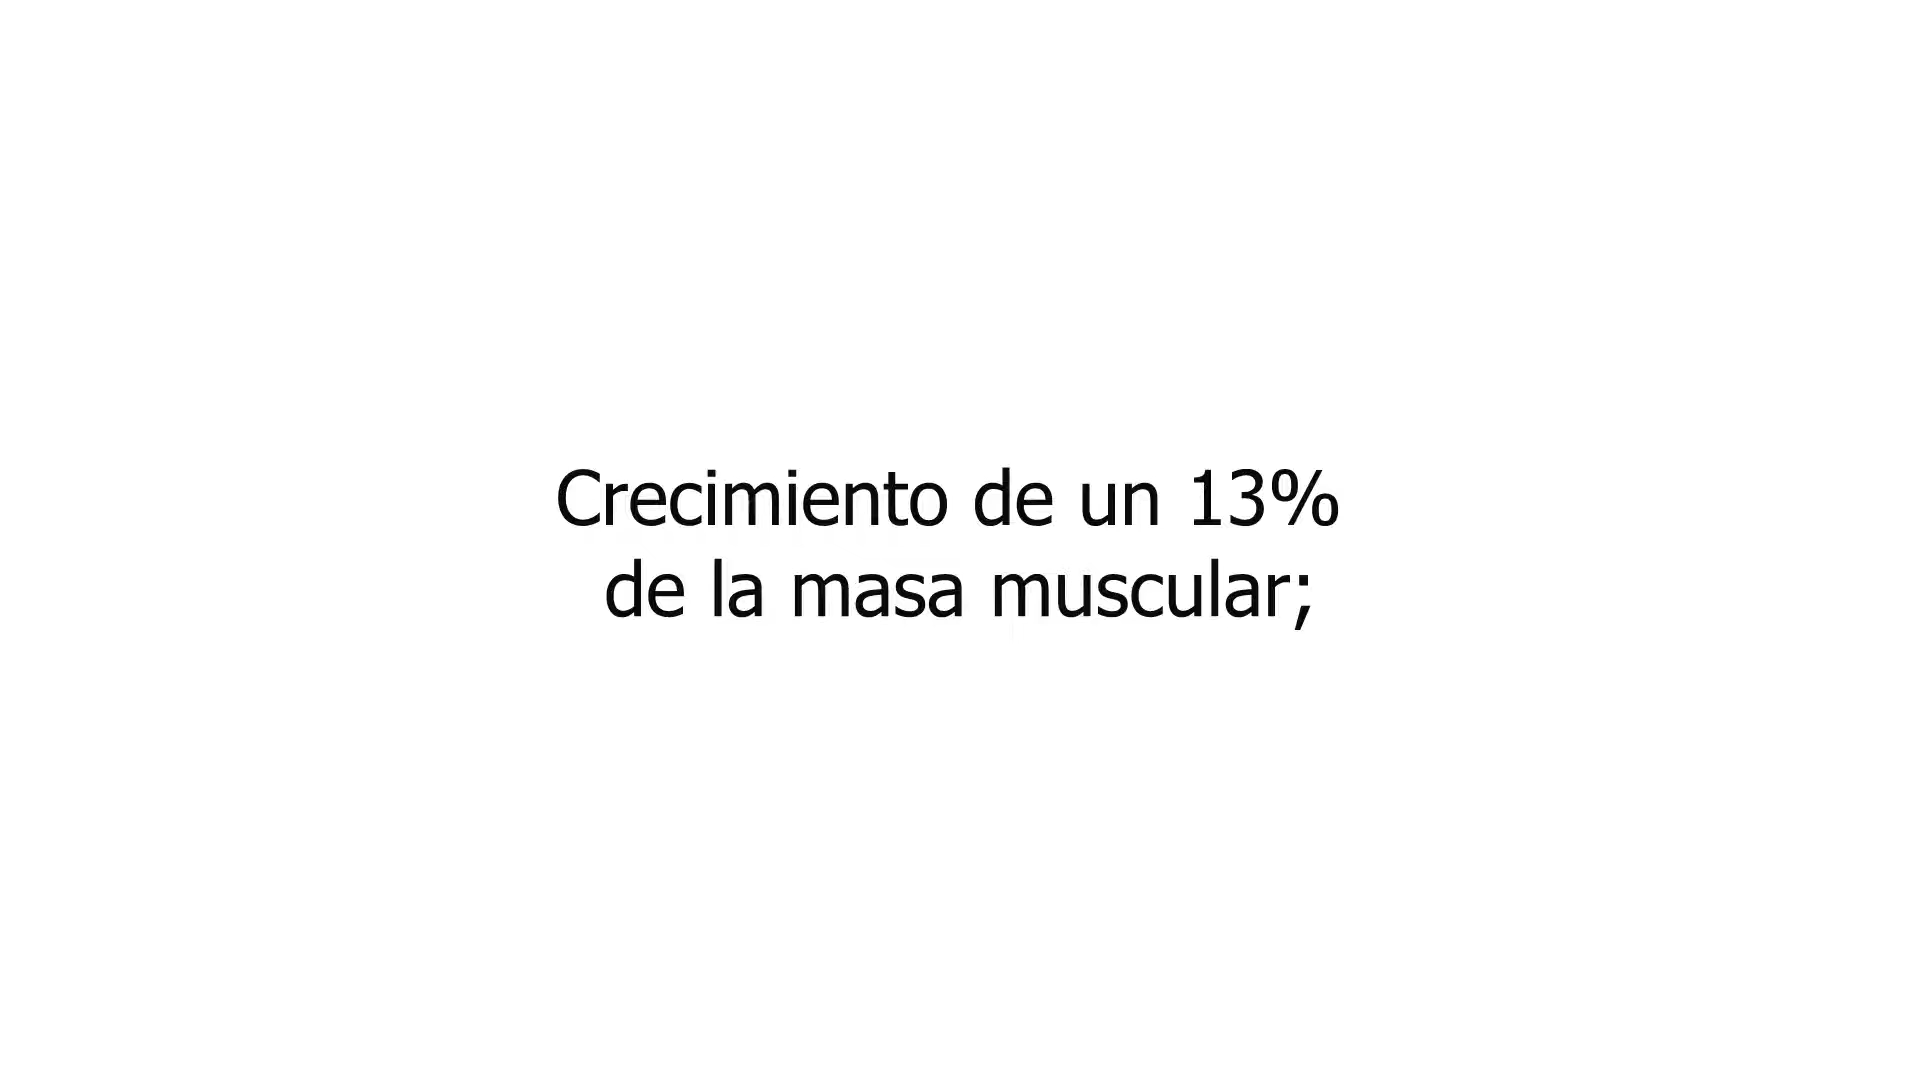 Crecimiento de un 13%
de la masa muscular;